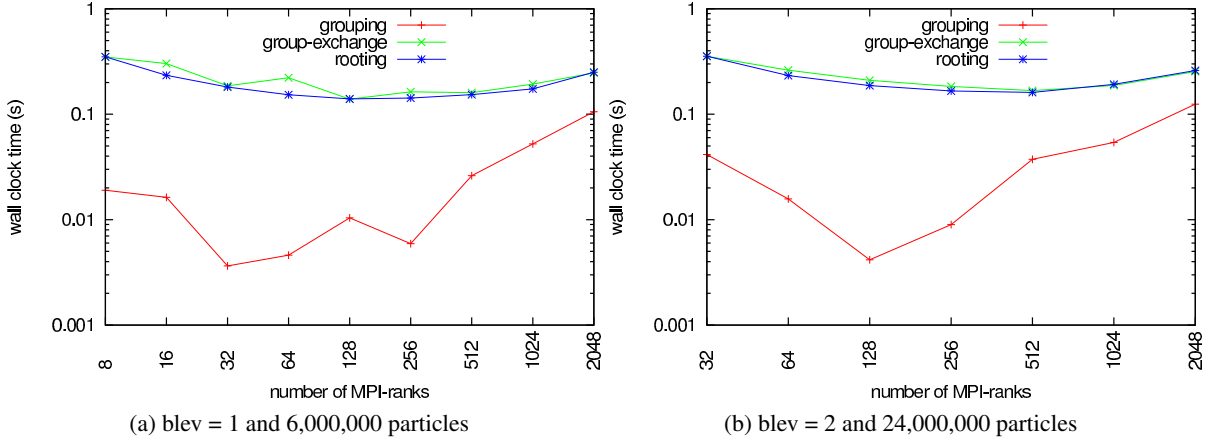 grouping
group-exchange
rooting
1
0.1
0.01
0.001
wall clock time (s)
8 16 32 64 128 256 512 1024 2048
number of MPI-ranks
(a) blev = 1 and 6,000,000 particles
grouping
group-exchange
rooting
1
0.1
0.01
0.001
wall clock time (s)
32 64 128 256 512 1024 2048
number of MPI-ranks
(b) blev = 2 and 24,000,000 particles